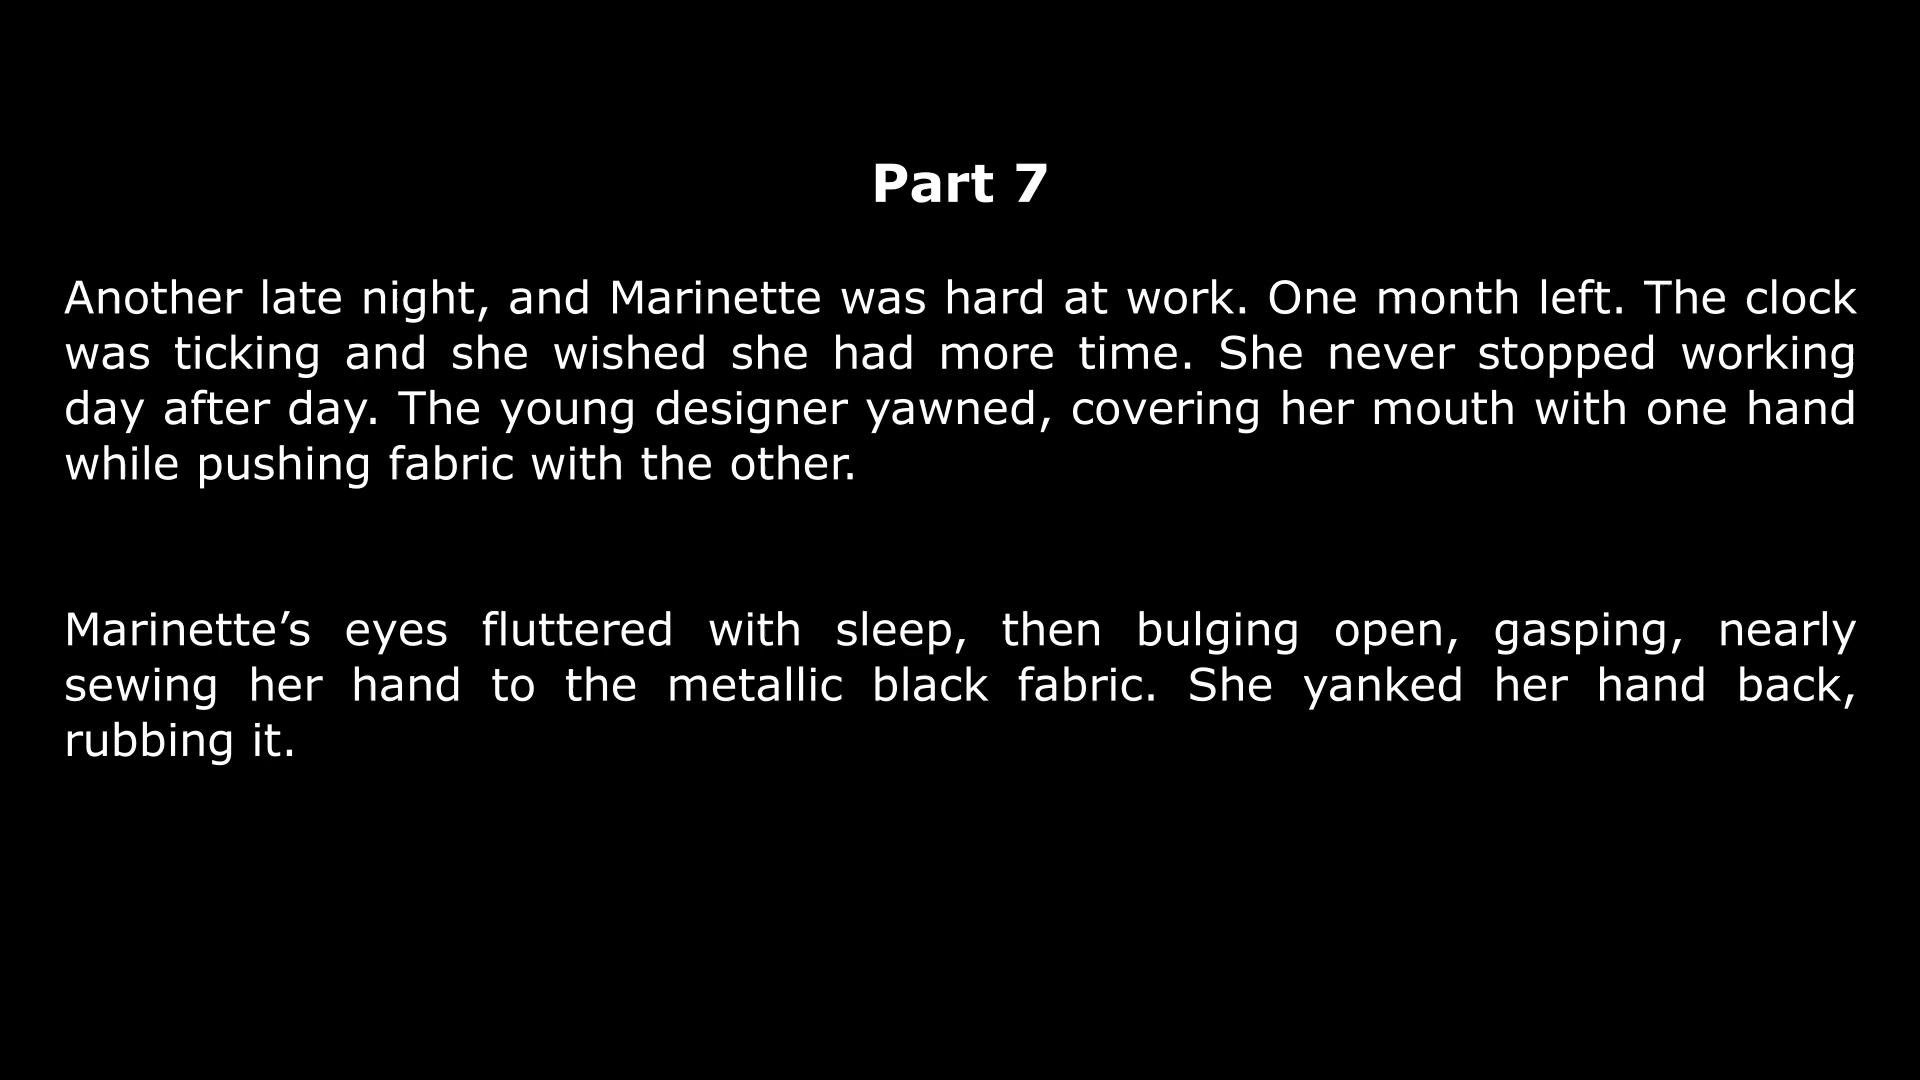 Part 7
Another late night, and Marinette was hard at work. One month left. The clock
was ticking and she wished she had more time. She never stopped working
day after day. The young designer yawned, covering her mouth with one hand
while pushing fabric with the other.
Marinette’s eyes fluttered with sleep, then bulging open, gasping, nearly
sewing her hand to the metallic black fabric. She yanked her hand back,
rubbing it.